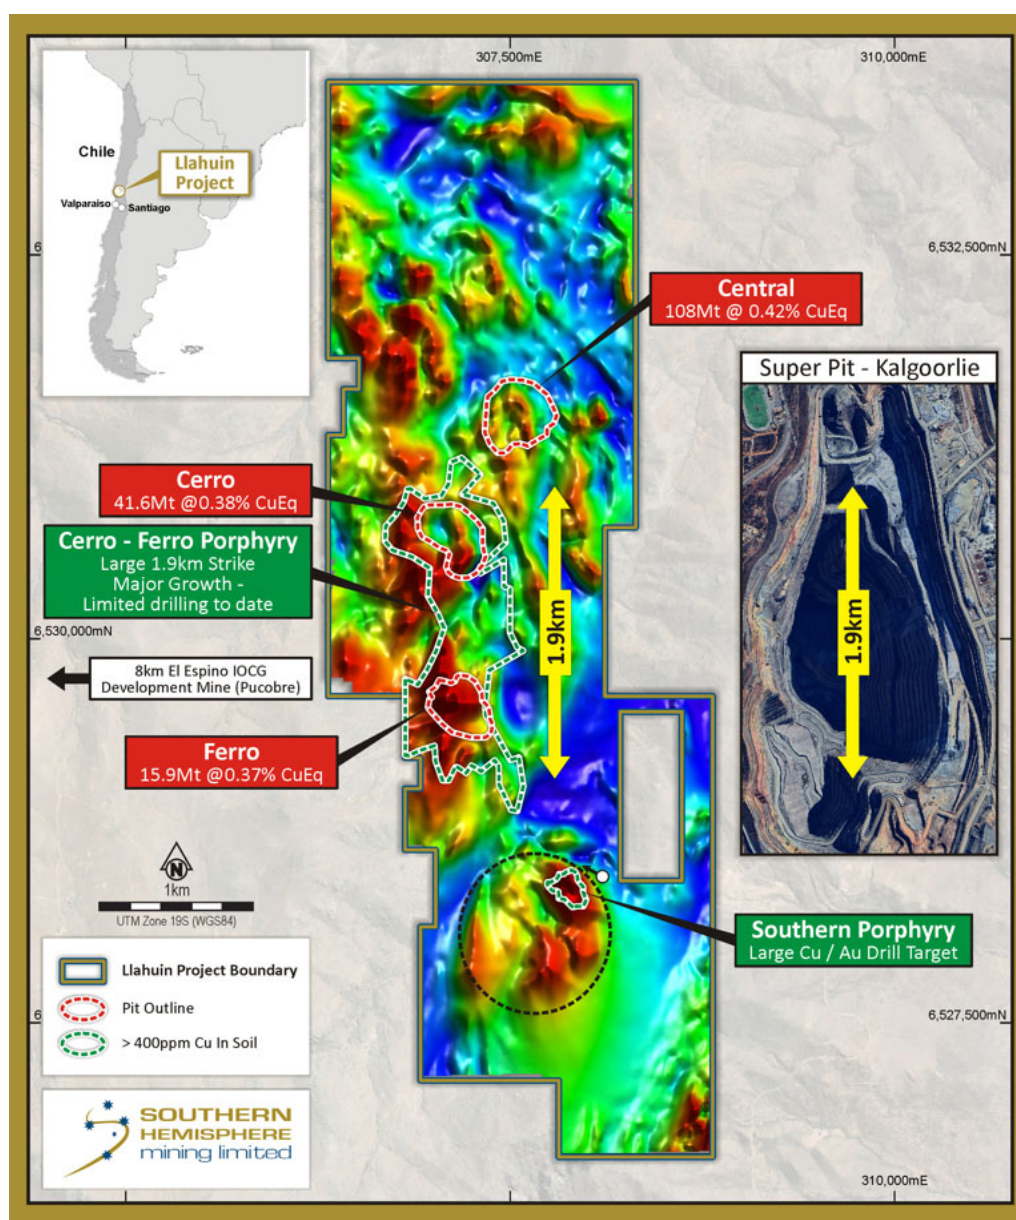 307,500mE
310,000mE
Chile
Llahuin
Project
Valparaíso
Santiago
6,532,500mN
Central
108Mt @ 0.42% CuEq
Super Pit - Kalgoorlie
Cerro
41.6Mt @0.38% CuEq
Cerro - Ferro Porphyry
Large 1.9km Strike
Major Growth -
Limited drilling to date
1.9km
1.9km
6,530,000mN
8km El Espino IOCG
Development Mine (Pucobre)
Ferro
15.9Mt @0.37% CuEq
N
1km
UTM Zone 19S (WGS84)
Southern Porphyry
Large Cu / Au Drill Target
Llahuin Project Boundary
Pit Outline
> 400ppm Cu In Soil
6,527,500mN
SOUTHERN
HEMISPHERE
mining limited
310,000mE